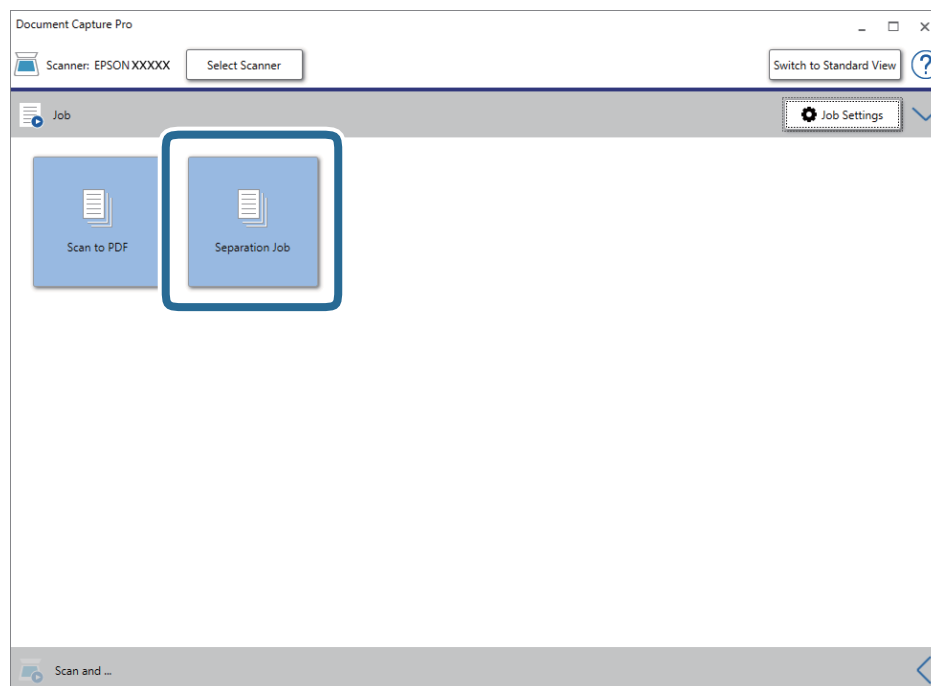 Document Capture Pro
Scanner: EPSON XXXXX
Select Scanner
Switch to Standard View
?
Job
Job Settings
Scan to PDF
Separation Job
Scan and ...